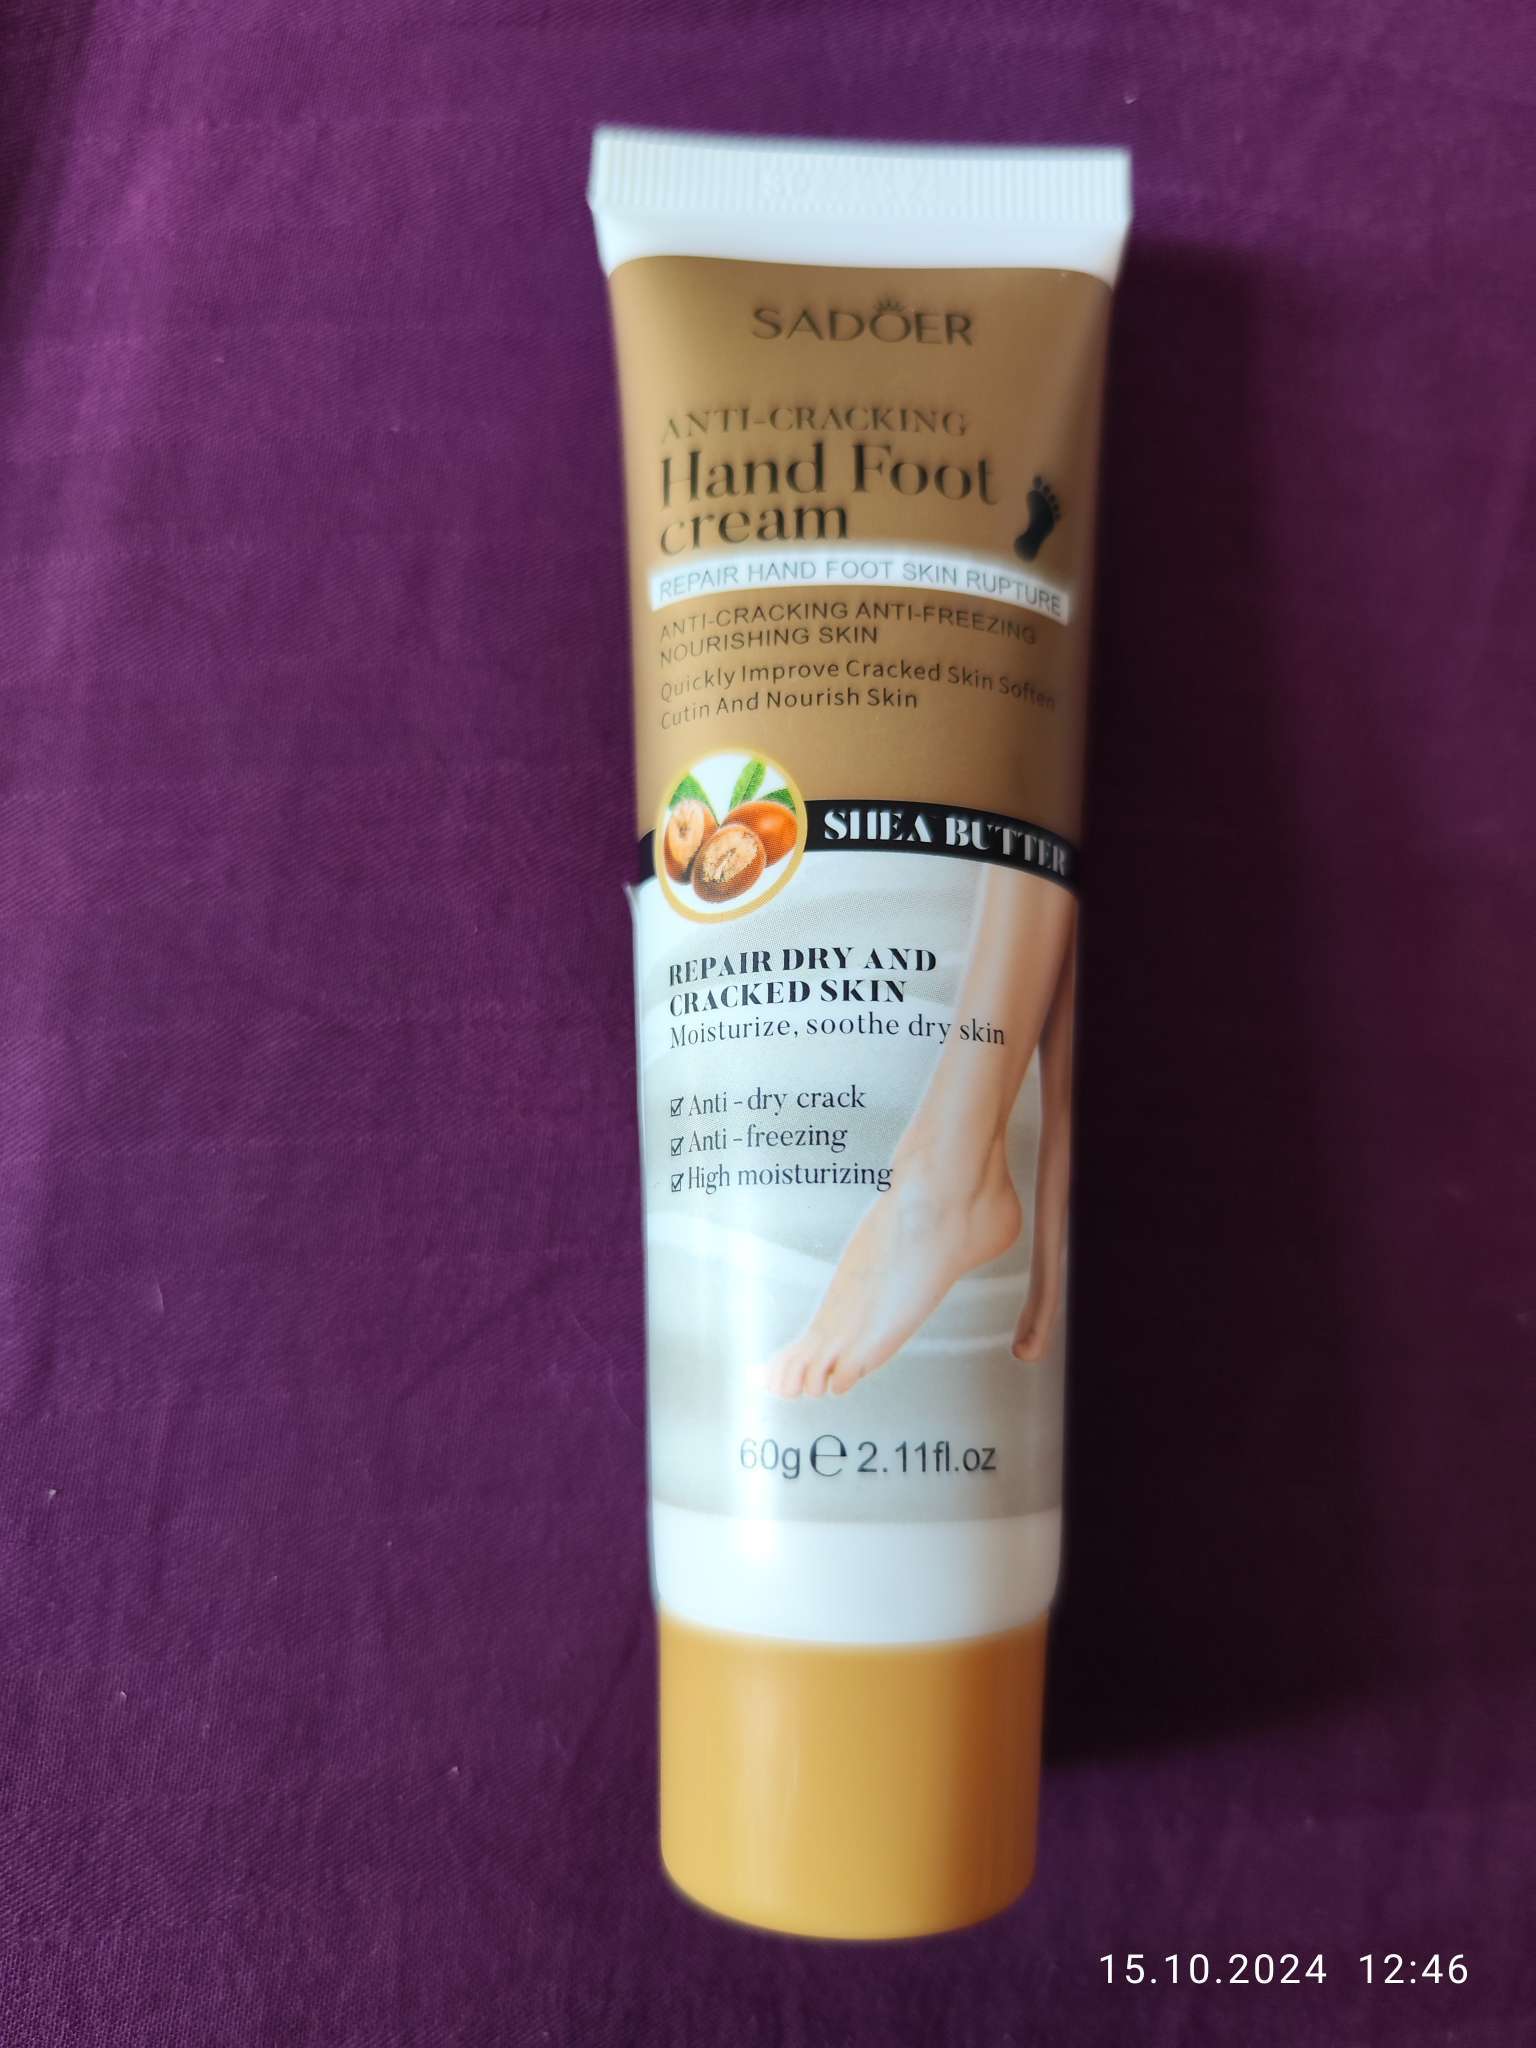 SADOER
ANTI-CRACKING
Hand Foot
cream
REPAIR HAND FOOT SKIN RUPTURE
ANTI-CRACKING ANTI-FREEZING
NOURISHING SKIN
Quickly Improve Cracked Skin Soften
Cutin And Nourish Skin
SHEA BUTTER
REPAIR DRY AND
CRACKED SKIN
Moisturize, soothe dry skin
☑ Anti-dry crack
☑ Anti-freezing
☑ High moisturizing
60g ℮ 2.11fl.oz
15.10.2024 12:46